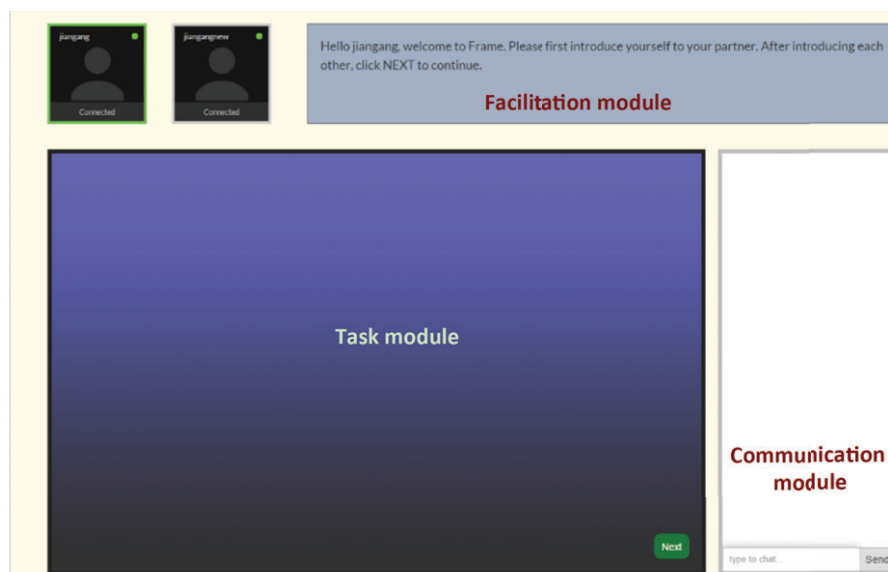 jiangang
jiangangnew
Connected
Connected
Hello jiangang, welcome to Frame. Please first introduce yourself to your partner. After introducing each
other, click NEXT to continue.
Facilitation module
Task module
Next
Communication
module
type to chat...
Send